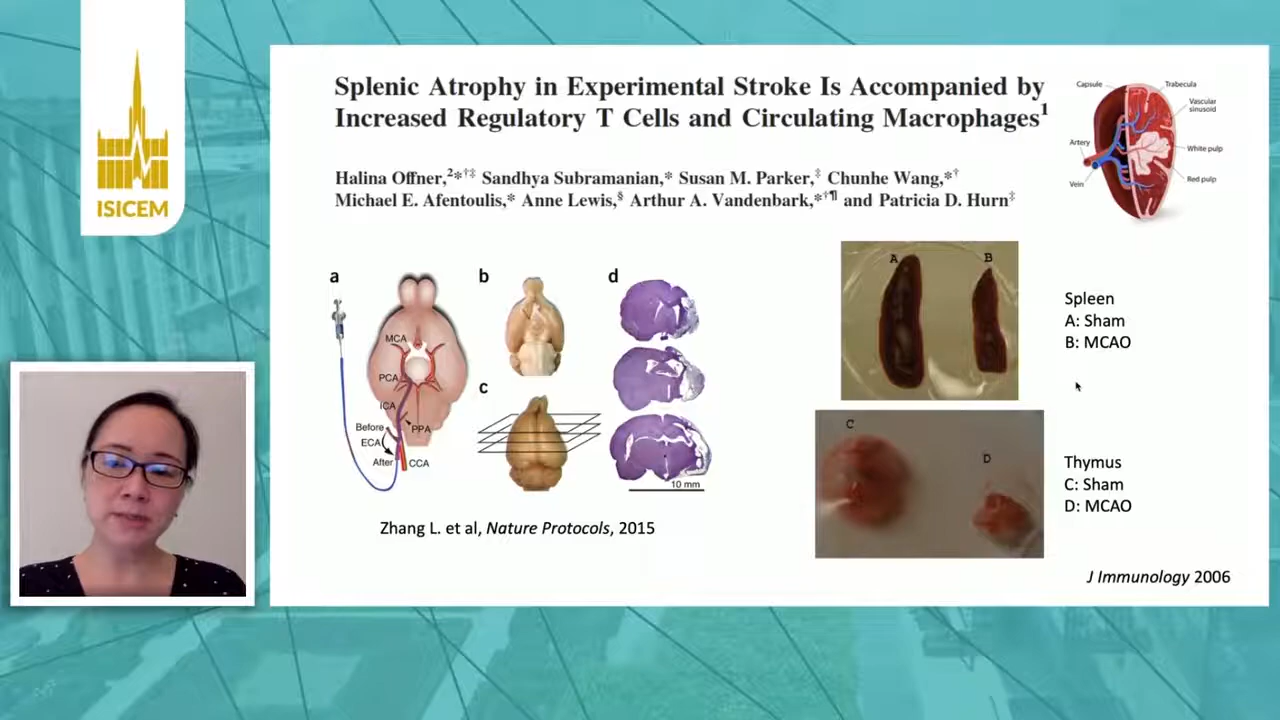 ISICEM
Splenic Atrophy in Experimental Stroke Is Accompanied by
Increased Regulatory T Cells and Circulating Macrophages¹
Halina Offner,²*†‡ Sandhya Subramanian,* Susan M. Parker,‡ Chunhe Wang,*†
Michael E. Afentoulis,* Anne Lewis,§ Arthur A. Vandenbark,*†¶ and Patricia D. Hurn‡
Capsule
Trabecula
Vascular
sinusoid
Artery
White pulp
Vein
Red pulp
a
b
d
MCA
PCA
ICA
c
Before
PPA
ECA
After
CCA
10 mm
Zhang L. et al, Nature Protocols, 2015
A
B
Spleen
A: Sham
B: MCAO
C
D
Thymus
C: Sham
D: MCAO
J Immunology 2006